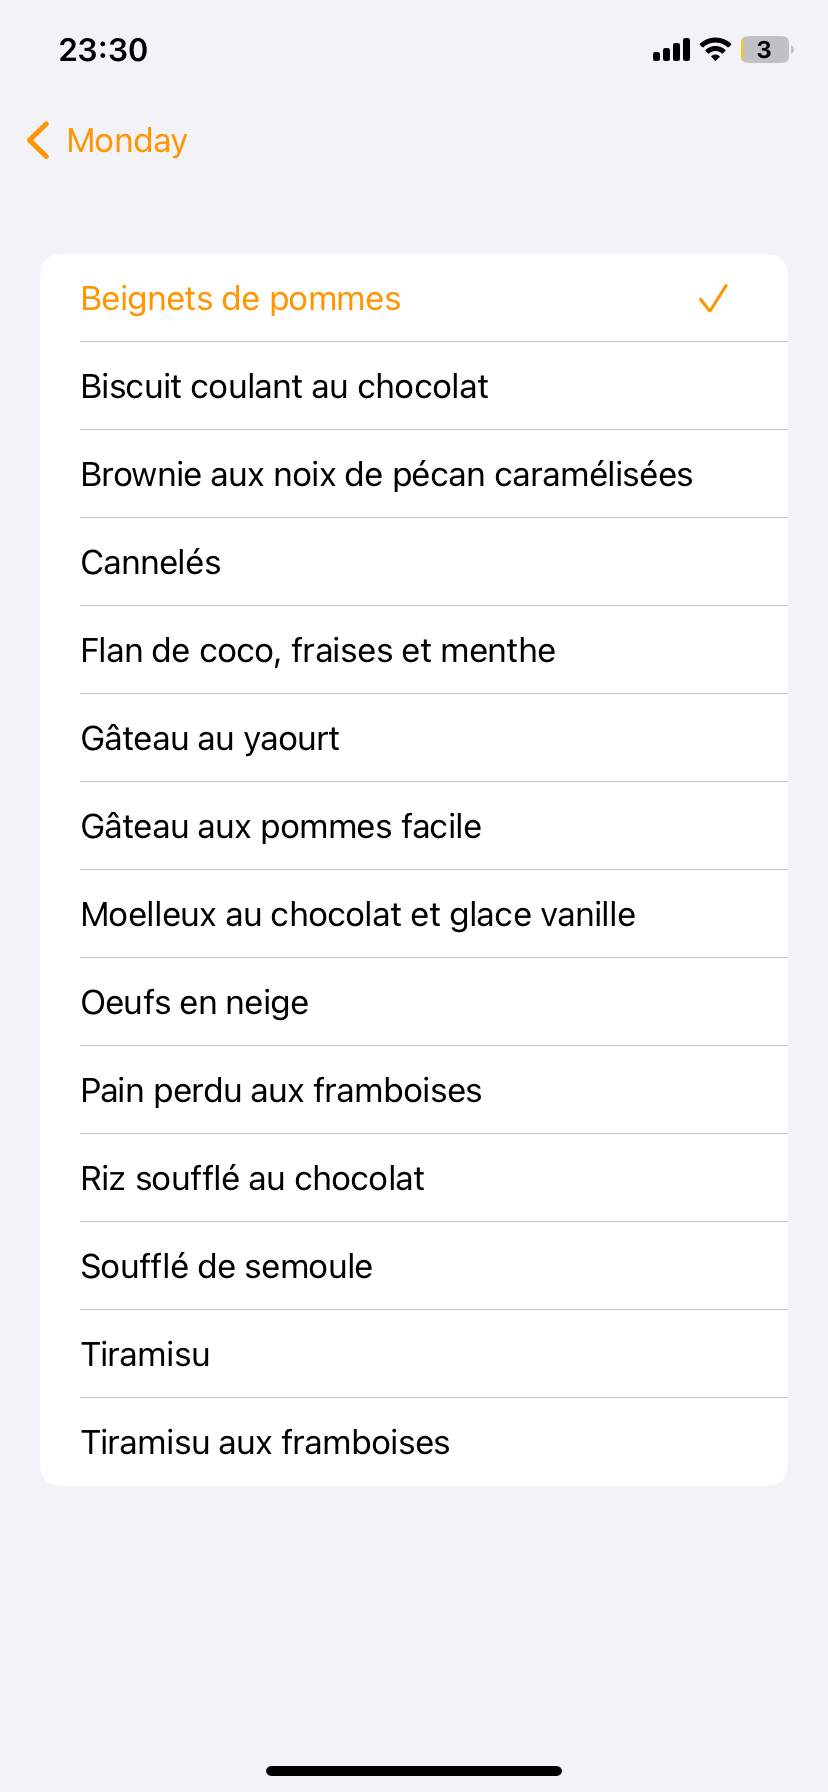 23:30
3
Monday
Beignets de pommes
Biscuit coulant au chocolat
Brownie aux noix de pécan caramélisées
Cannelés
Flan de coco, fraises et menthe
Gâteau au yaourt
Gâteau aux pommes facile
Moelleux au chocolat et glace vanille
Oeufs en neige
Pain perdu aux framboises
Riz soufflé au chocolat
Soufflé de semoule
Tiramisu
Tiramisu aux framboises